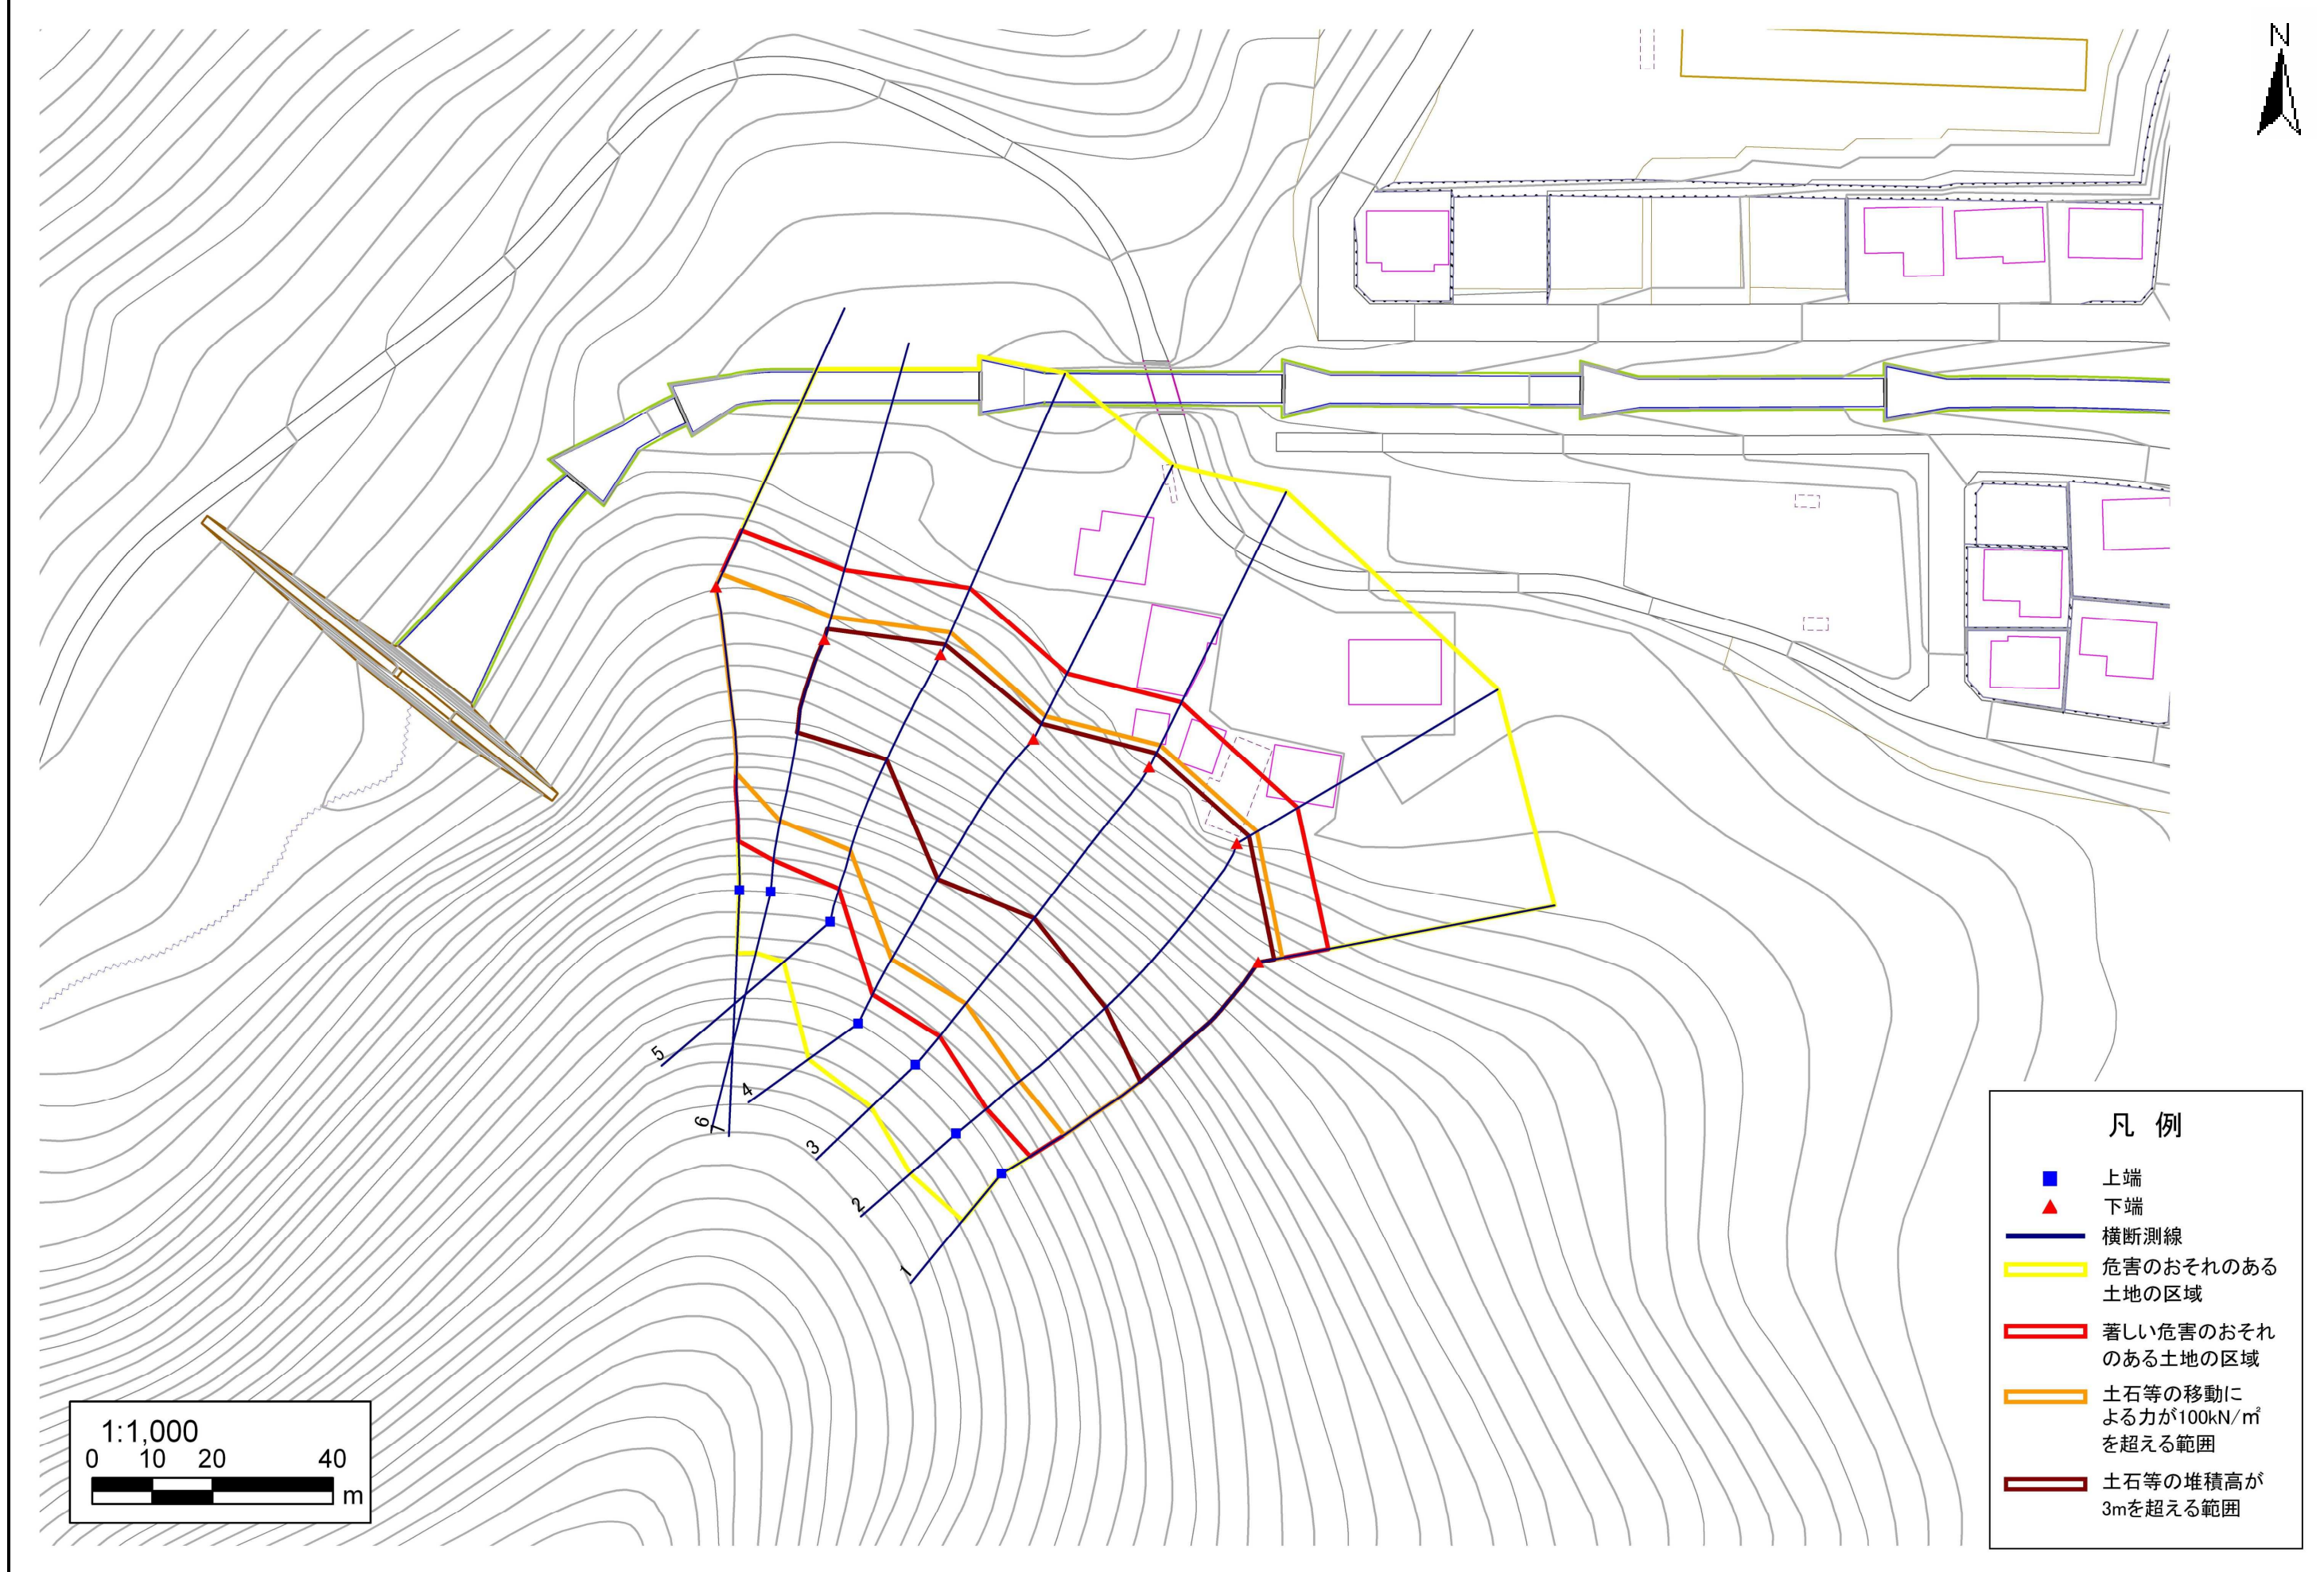 N
5
4
6
7
3
2
1
1:1,000
0 10 20 40
m
凡 例
上端
下端
横断測線
危害のおそれのある
土地の区域
著しい危害のおそれ
のある土地の区域
土石等の移動に
よる力が100kN/㎡
を超える範囲
土石等の堆積高が
3mを超える範囲